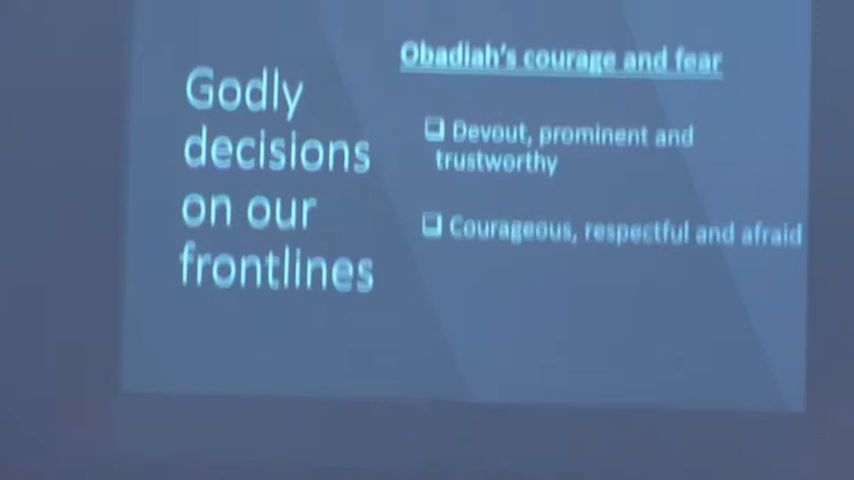 Godly
decisions
on our
frontlines
Obadiah's courage and fear
❑ Devout, prominent and
trustworthy
❑ Courageous, respectful and afraid